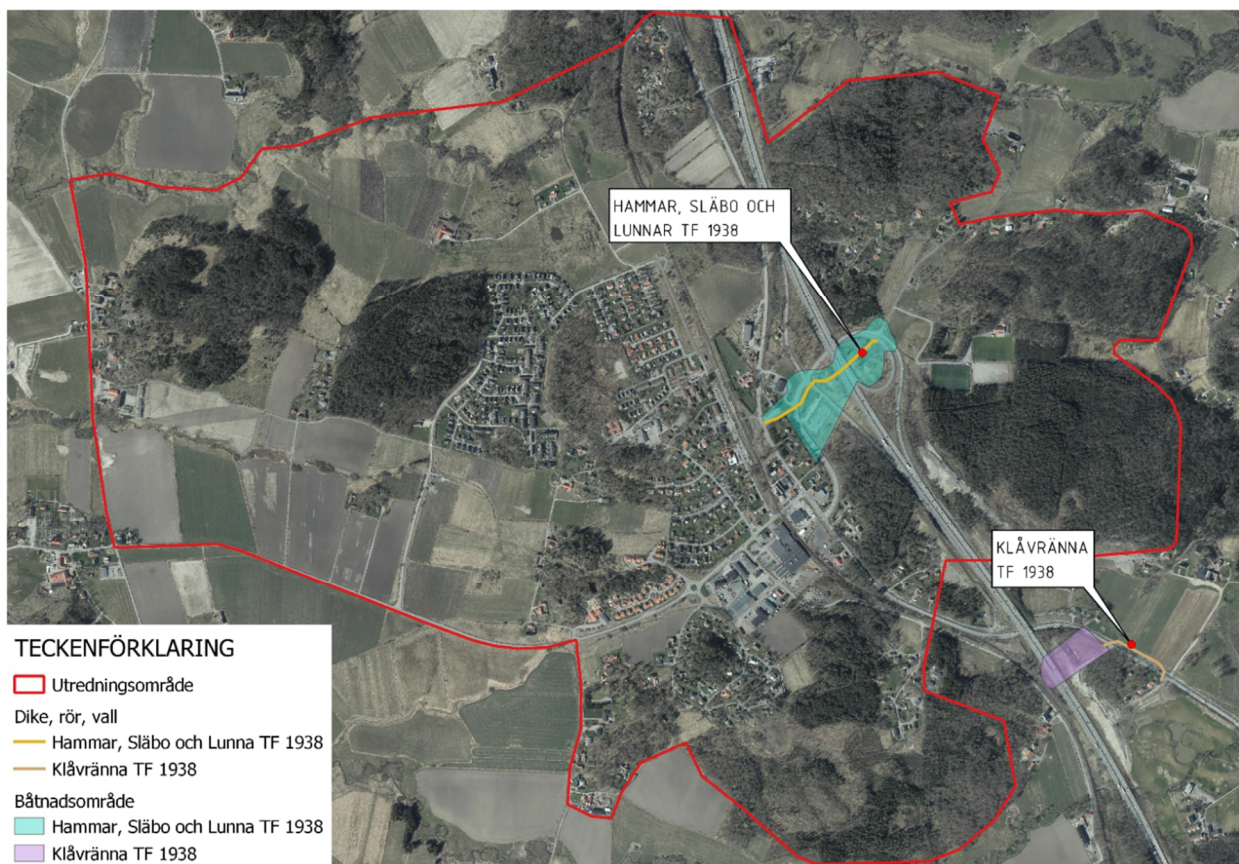 HAMMAR, SLÄBO OCH
LUNNAR TF 1938
KLÅVRÄNNA
TF 1938
TECKENFÖRKLARING
Utredningsområde
Dike, rör, vall
Hammar, Släbo och Lunna TF 1938
Klåvränna TF 1938
Båtnadsområde
Hammar, Släbo och Lunna TF 1938
Klåvränna TF 1938